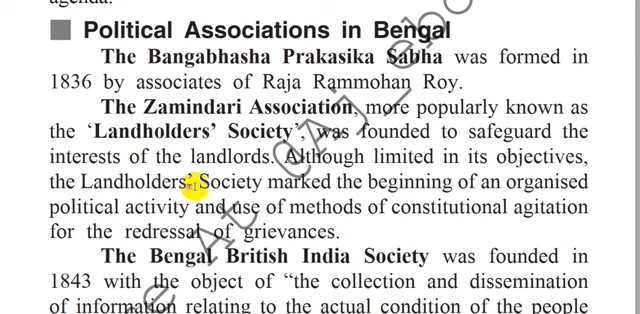 agenda.
Political Associations in Bengal
The Bangabhasha Prakasika Sabha was formed in
1836 by associates of Raja Rammohan Roy.
The Zamindari Association, more popularly known as
the ‘Landholders’ Society’, was founded to safeguard the
interests of the landlords. Although limited in its objectives,
the Landholders’ Society marked the beginning of an organised
political activity and use of methods of constitutional agitation
for the redressal of grievances.
The Bengal British India Society was founded in
1843 with the object of “the collection and dissemination
of information relating to the actual condition of the people